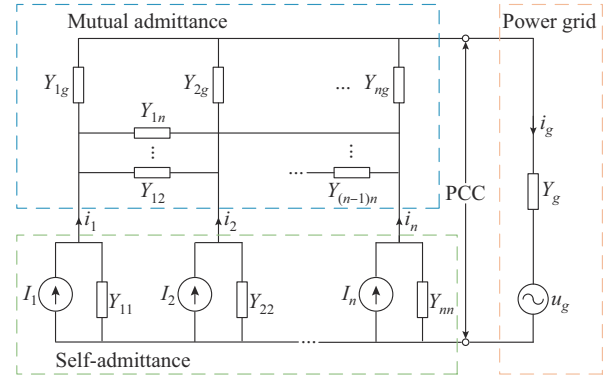 Mutual admittance
Power grid
Y1g
Y2g
... Yng
Y1n
...
...
Y12
...
Y(n−1)n
ig
Yg
PCC
i1
i2
in
I1
Y11
I2
Y22
In
Ynn
ug
...
Self-admittance